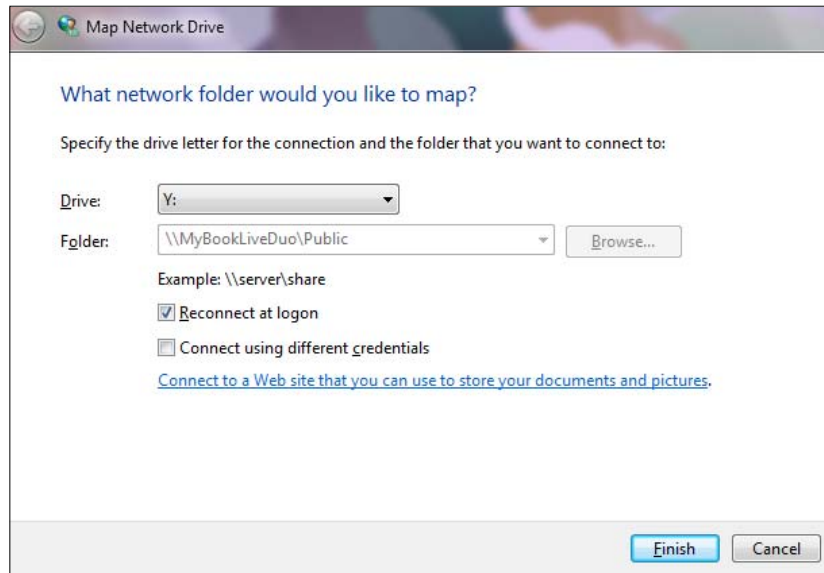 Map Network Drive
What network folder would you like to map?
Specify the drive letter for the connection and the folder that you want to connect to:
Drive: Y:
Folder: \\MyBookLiveDuo\Public Browse...
Example: \\server\share
Reconnect at logon
Connect using different credentials
Connect to a Web site that you can use to store your documents and pictures.
Finish Cancel